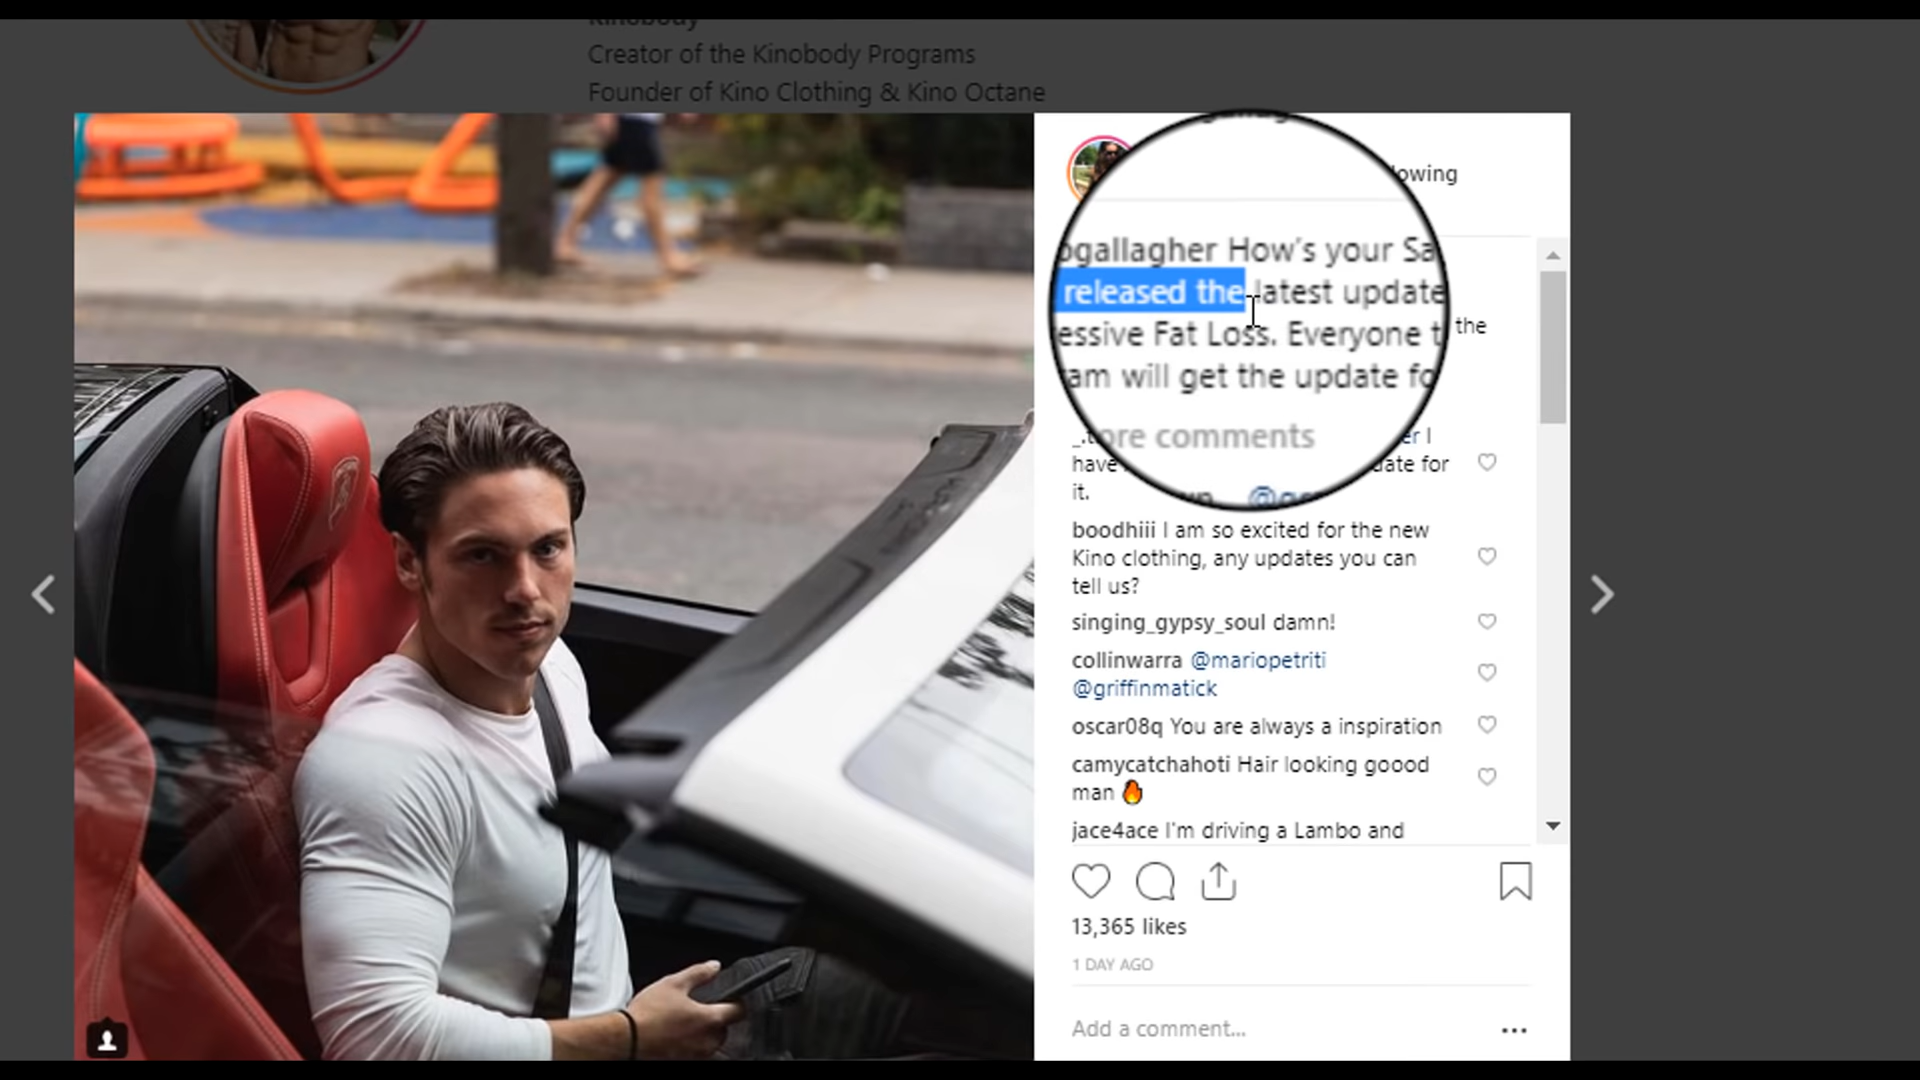 Kinobody
Creator of the Kinobody Programs
Founder of Kino Clothing & Kino Octane
ogallagher How's your Sa
released the latest update
essive Fat Loss. Everyone t
the
am will get the update fo
ore comments
have
date for
it.
boodhiii I am so excited for the new
Kino clothing, any updates you can
tell us?
singing_gypsy_soul damn!
collinwarra @mariopetriti
@griffinmatick
oscar08q You are always a inspiration
camycatchahoti Hair looking goood
man 🔥
jace4ace I'm driving a Lambo and
13,365 likes
1 DAY AGO
Add a comment...